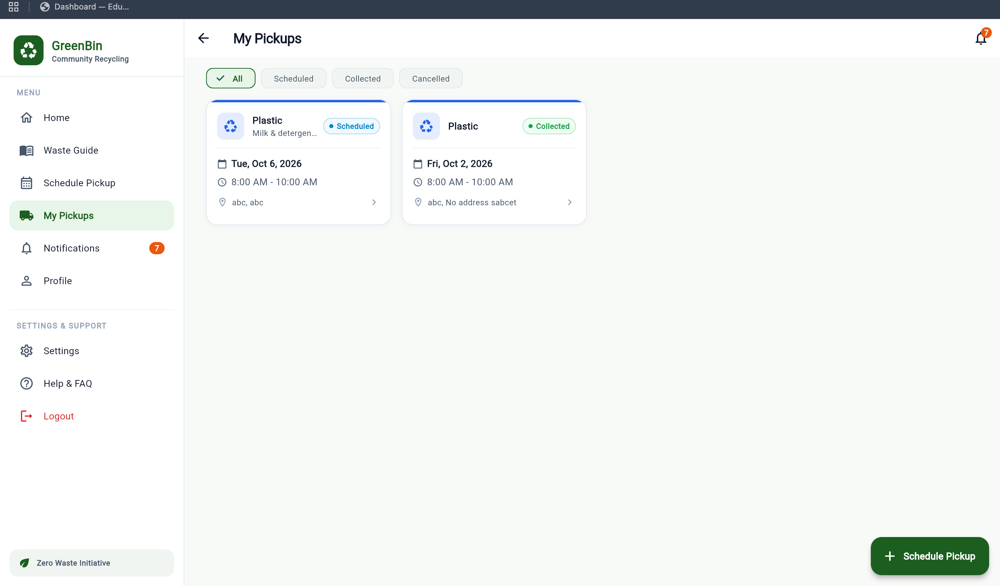 Dashboard — Edu...
GreenBin
Community Recycling
MENU
Home
Waste Guide
Schedule Pickup
My Pickups
Notifications 7
Profile
SETTINGS & SUPPORT
Settings
Help & FAQ
Logout
Zero Waste Initiative
My Pickups
7
All
Scheduled
Collected
Cancelled
Plastic
Milk & detergen...
Scheduled
Tue, Oct 6, 2026
8:00 AM - 10:00 AM
abc, abc
Plastic
Collected
Fri, Oct 2, 2026
8:00 AM - 10:00 AM
abc, No address sabcet
Schedule Pickup